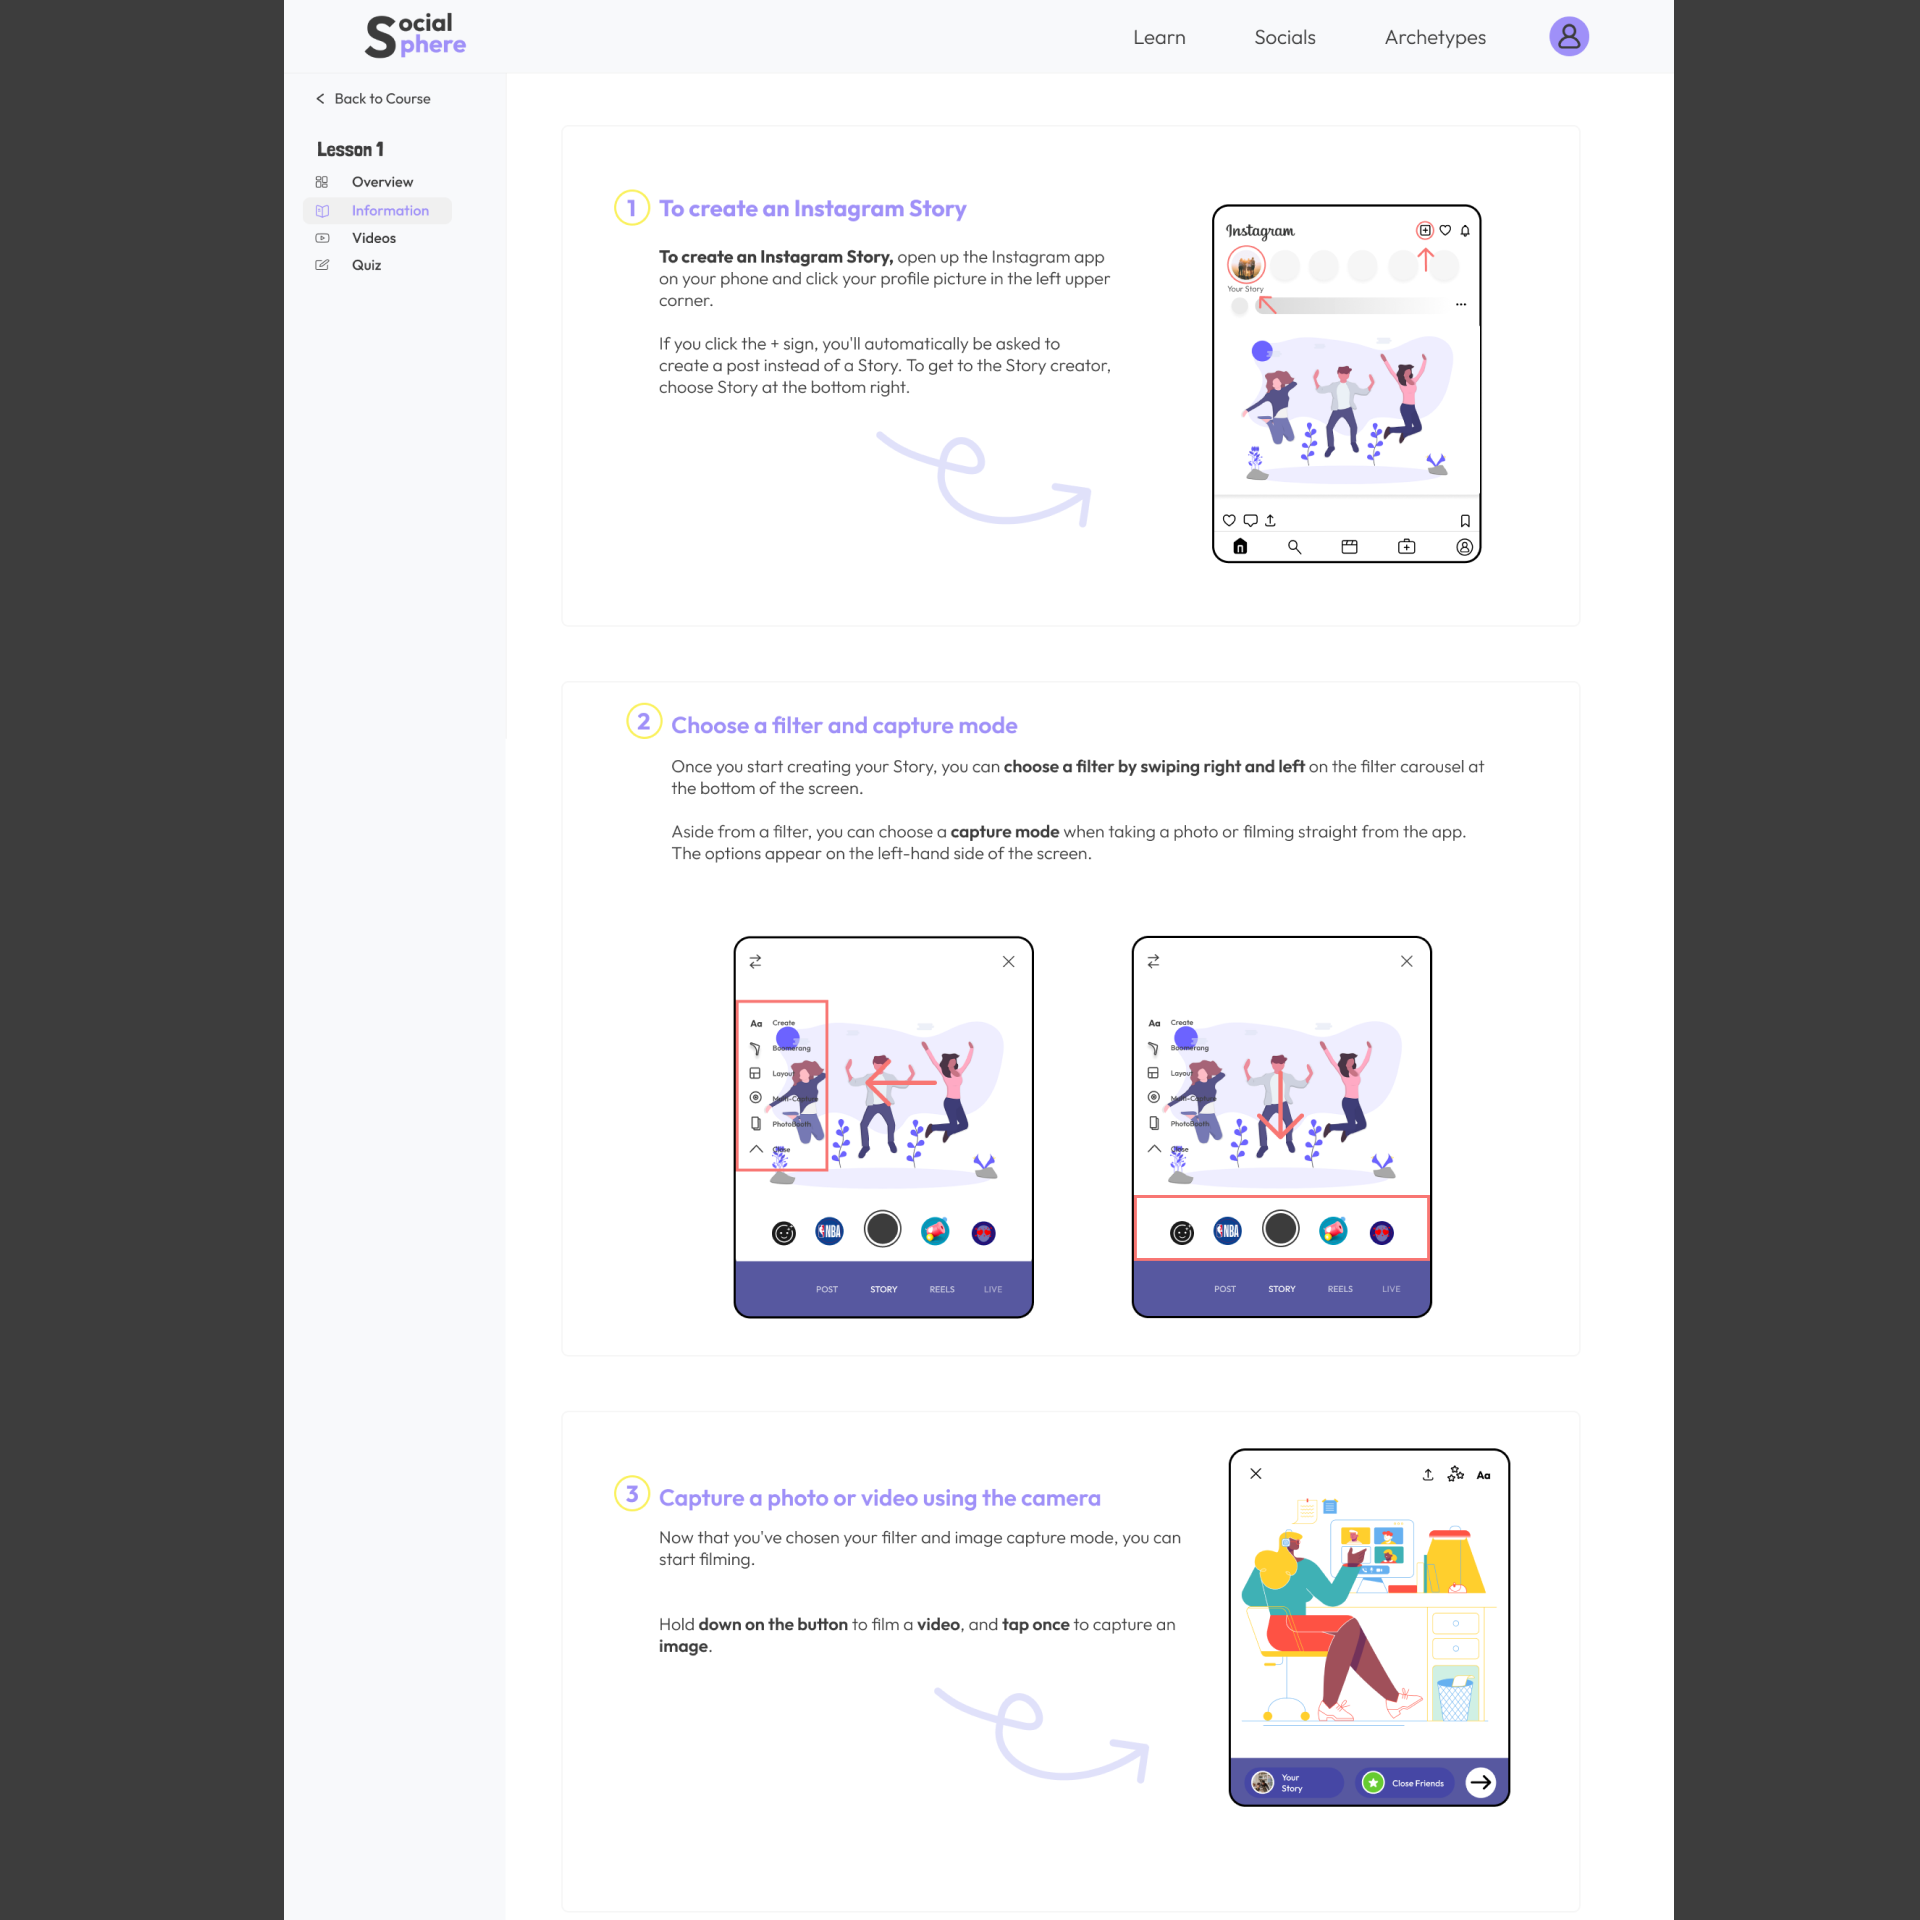 Social
Sphere
Learn
Socials
Archetypes
Back to Course
Lesson 1
Overview
Information
Videos
Quiz
1 To create an Instagram Story
To create an Instagram Story, open up the Instagram app
on your phone and click your profile picture in the left upper
corner.
If you click the + sign, you'll automatically be asked to
create a post instead of a Story. To get to the Story creator,
choose Story at the bottom right.
Instagram
Your Story
2 Choose a filter and capture mode
Once you start creating your Story, you can choose a filter by swiping right and left on the filter carousel at
the bottom of the screen.
Aside from a filter, you can choose a capture mode when taking a photo or filming straight from the app.
The options appear on the left-hand side of the screen.
Aa Create
Boomerang
Layout
Multi-Capture
PhotoBooth
Close
NBA
POST STORY REELS LIVE
Aa Create
Boomerang
Layout
Multi-Capture
PhotoBooth
Close
NBA
POST STORY REELS LIVE
3 Capture a photo or video using the camera
Now that you've chosen your filter and image capture mode, you can
start filming.
Hold down on the button to film a video, and tap once to capture an
image.
Aa
Your
Story
Close Friends